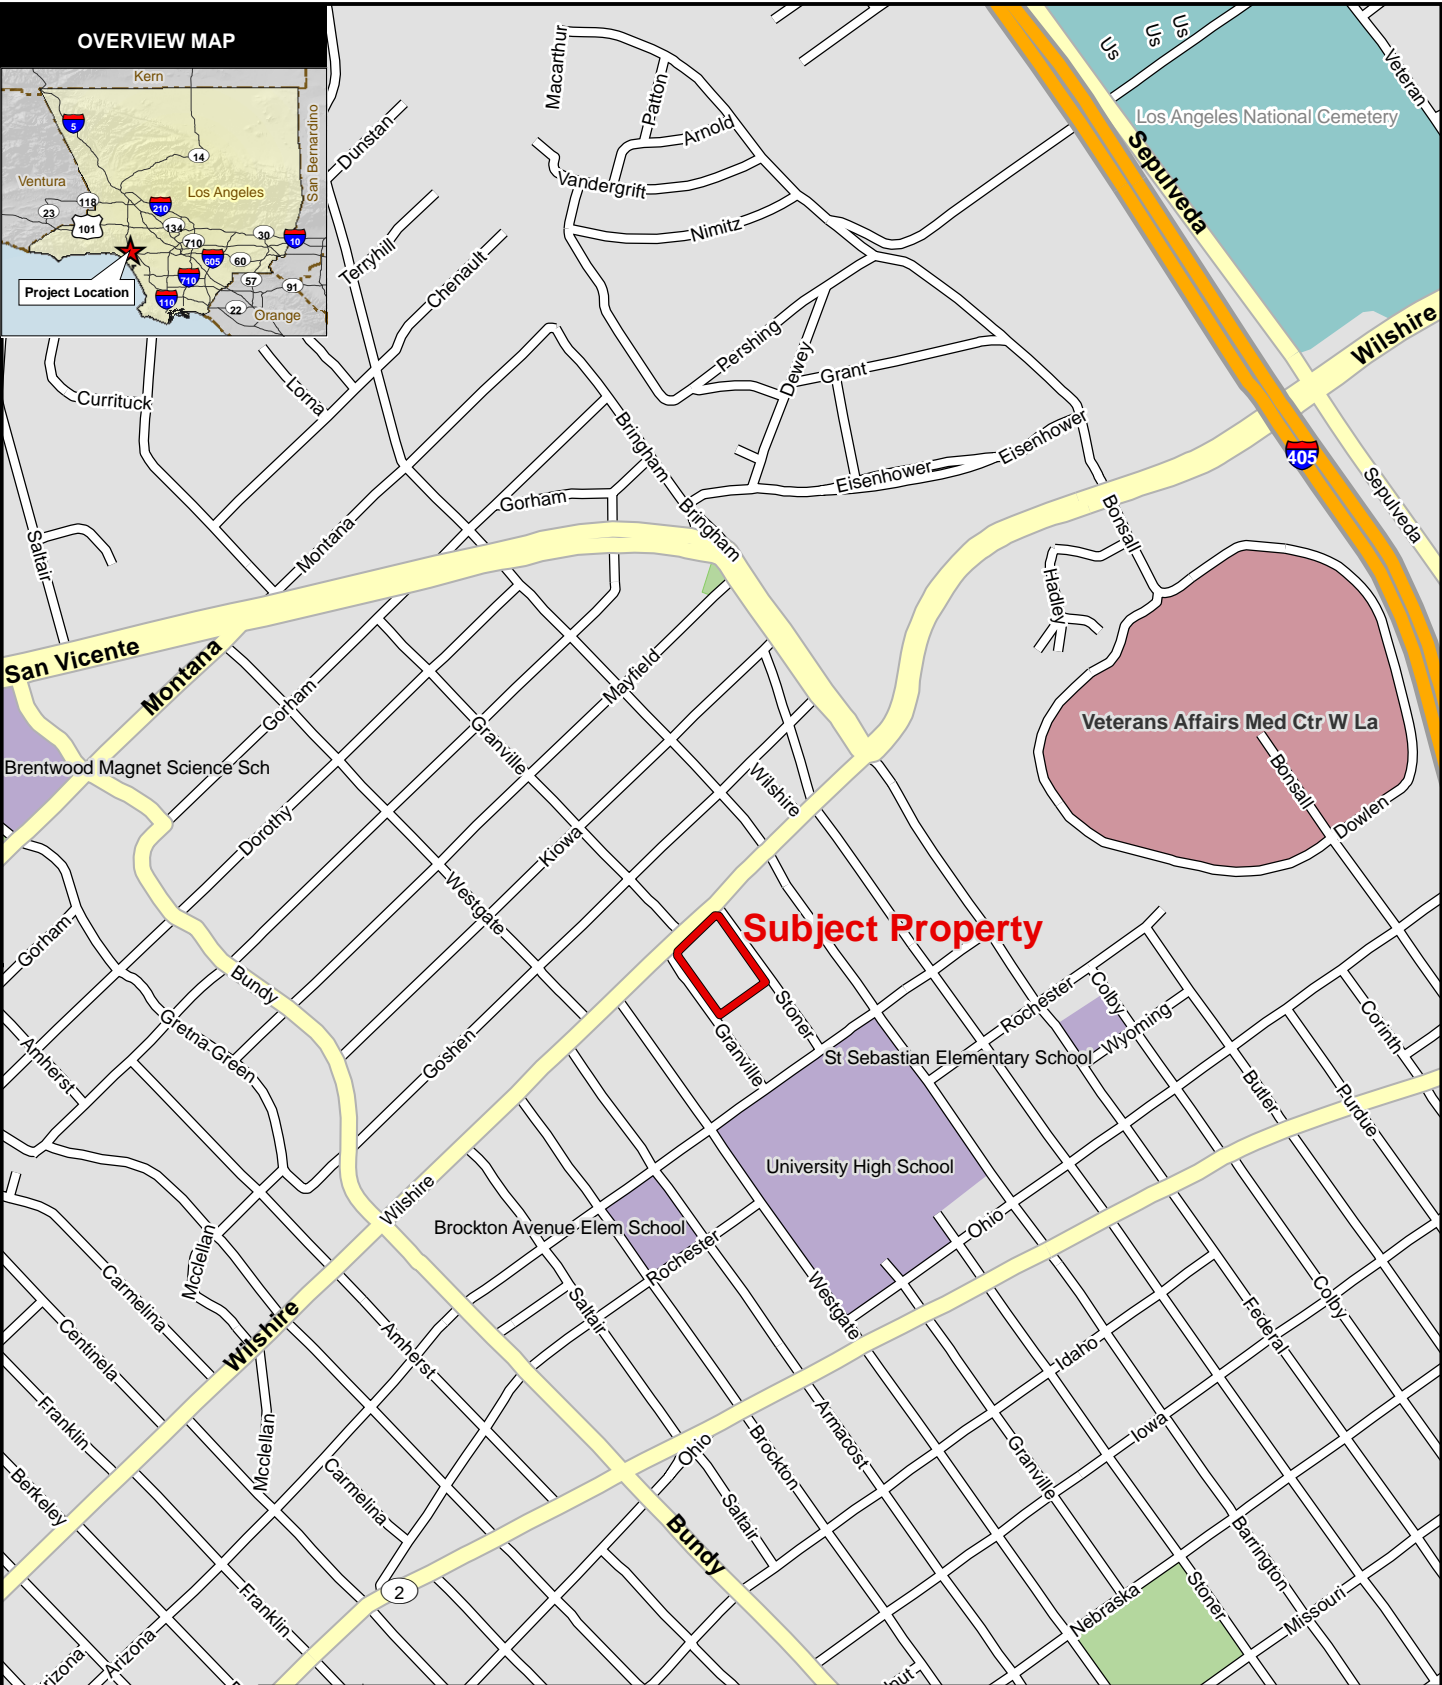 OVERVIEW MAP
Kern
San Bernardino
5
14
Ventura
Los Angeles
118
210
23
101
134
710
30
10
605
60
710
57
91
Project Location
110
22
Orange
Macarthur
Patton
Arnold
Dunstan
Vandergrift
Nimitz
Us
Us
Us
Veteran
Los Angeles National Cemetery
Sepulveda
Terryhill
Chenault
Pershing
Dewey
Grant
Wilshire
Currituck
Lorna
Bringham
Eisenhower
Eisenhower
405
Gorham
Bringham
Sepulveda
Bonsall
Montana
Saltair
Hadley
San Vicente
Montana
Mayfield
Gorham
Granville
Veterans Affairs Med Ctr W La
Brentwood Magnet Science Sch
Wilshire
Bonsall
Dowlen
Dorothy
Kiowa
Westgate
Subject Property
Gorham
Bundy
Gretna Green
Stoner
Rochester
Colby
Wyoming
Corinth
Amherst
Goshen
Granville
St Sebastian Elementary School
Butler
Purdue
University High School
Wilshire
Brockton Avenue Elem School
Ohio
Mcclellan
Rochester
Carmelina
Saltair
Westgate
Colby
Federal
Centinela
Wilshire
Amherst
Idaho
Franklin
Mcclellan
Armacost
Iowa
Brockton
Ohio
Granville
Berkeley
Carmelina
Saltair
Bundy
Barrington
2
Stoner
Nebraska
Missouri
Franklin
Arizona
rizona
nut